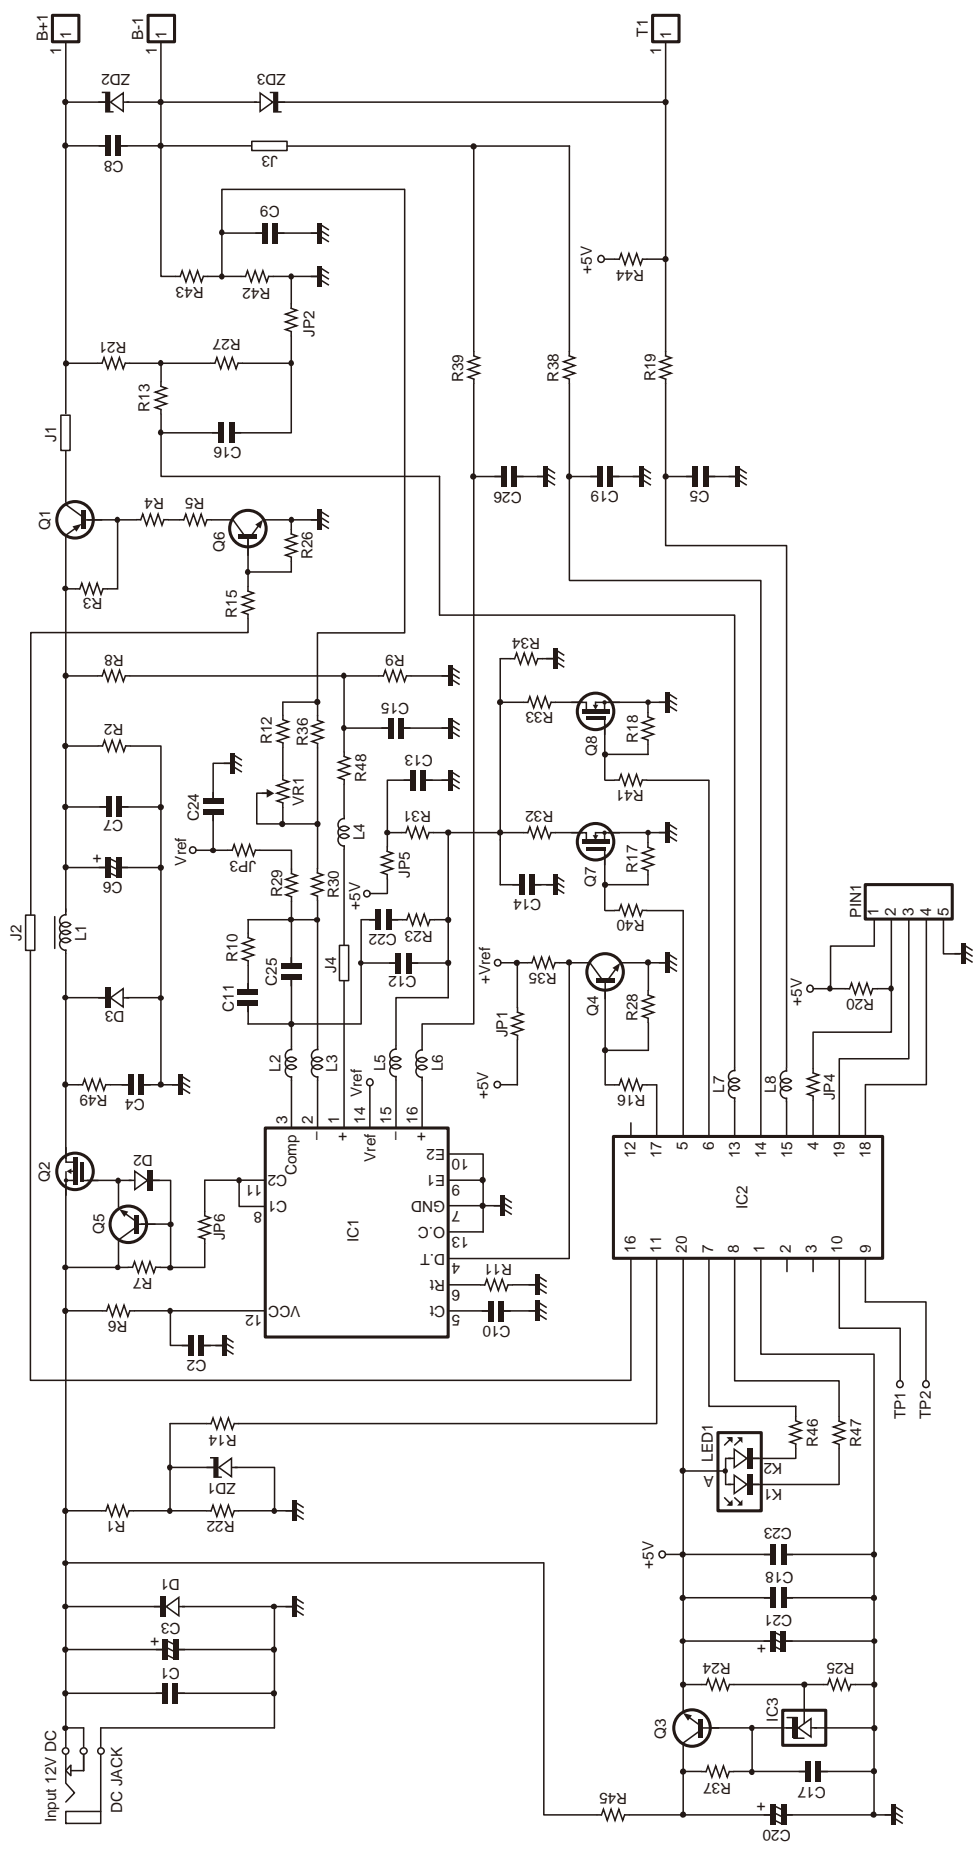 B+1
1
1
B-1
1
1
T1
1
1
ZD2
ZD3
C8
J3
C9
+5V
R44
R43
R42
JP2
R21
R27
R13
R39
R38
R19
J1
C16
Q1
R4
R5
Q6
R26
C26
C19
C5
R3
R15
R8
R9
R34
R2
R12
R36
C15
R33
Q8
R18
C7
C24
VR1
R48
C13
R41
Vref
JP3
L4
R31
R32
C6
+
R29
R30
+5V
JP5
C14
Q7
R17
J2
L1
R10
C22
R23
R40
PIN1
1
2
3
4
5
D3
C11
C25
J4
C12
+Vref
R35
Q4
R28
+5V
R20
R49
C4
L2
L3
Vref
L5
L6
JP1
+5V
R16
L7
L8
JP4
Q2
3
2
1
14
15
16
Comp
–
+
Vref
–
+
12
17
5
6
13
14
15
4
19
18
Q5
D2
JP6
R7
11
C2
8
C1
IC1
E2
10
E1
9
GND
7
O.C
13
D.T
4
Rt
6
Ct
5
IC2
R11
C10
R6
VCC
12
C2
16
11
20
7
8
1
2
3
10
9
TP1
TP2
R14
ZD1
R1
R22
LED1
A
K2
K1
R46
R47
+5V
C23
C18
C21
+
D1
C3
+
C1
R24
R25
Q3
IC3
Input 12V DC
DC JACK
R45
R37
C17
C20
+